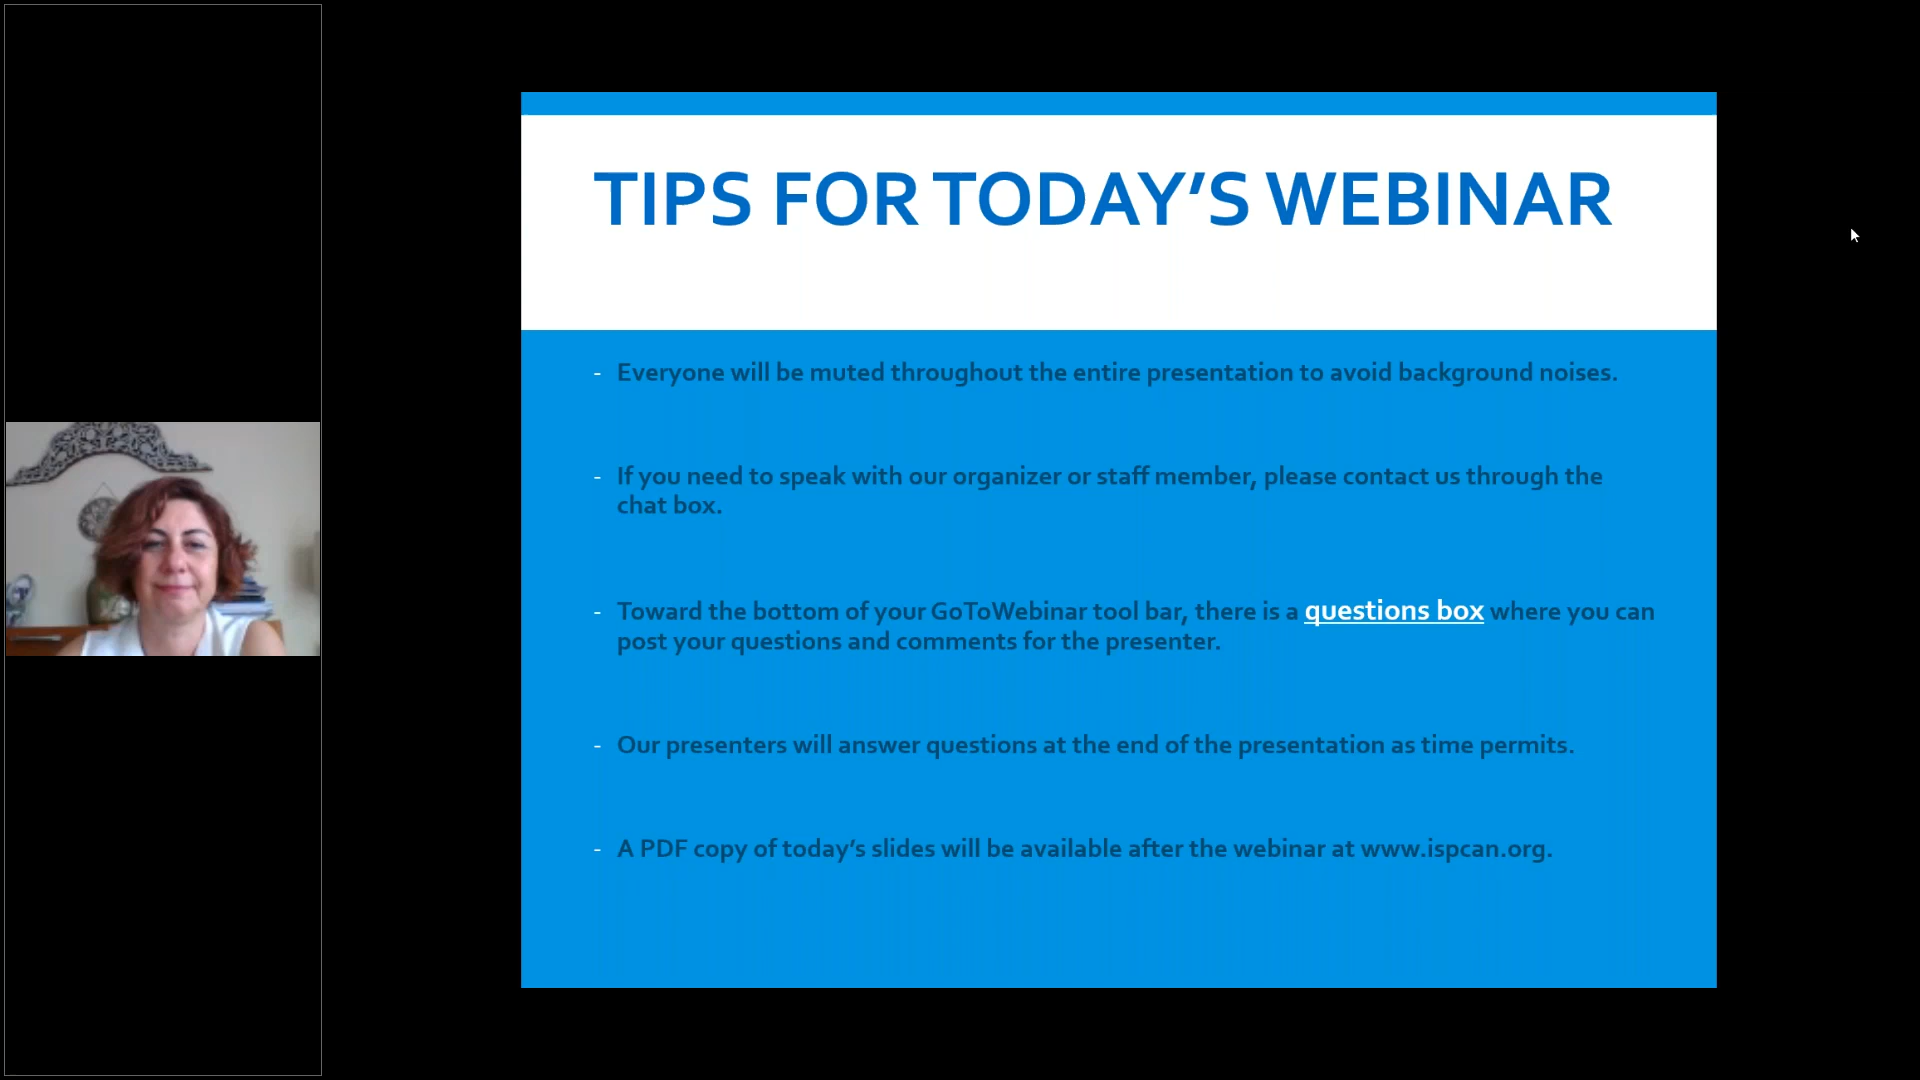 TIPS FOR TODAY’S WEBINAR
- Everyone will be muted throughout the entire presentation to avoid background noises.
- If you need to speak with our organizer or staff member, please contact us through the
chat box.
- Toward the bottom of your GoToWebinar tool bar, there is a questions box where you can
post your questions and comments for the presenter.
- Our presenters will answer questions at the end of the presentation as time permits.
- A PDF copy of today’s slides will be available after the webinar at www.ispcan.org.